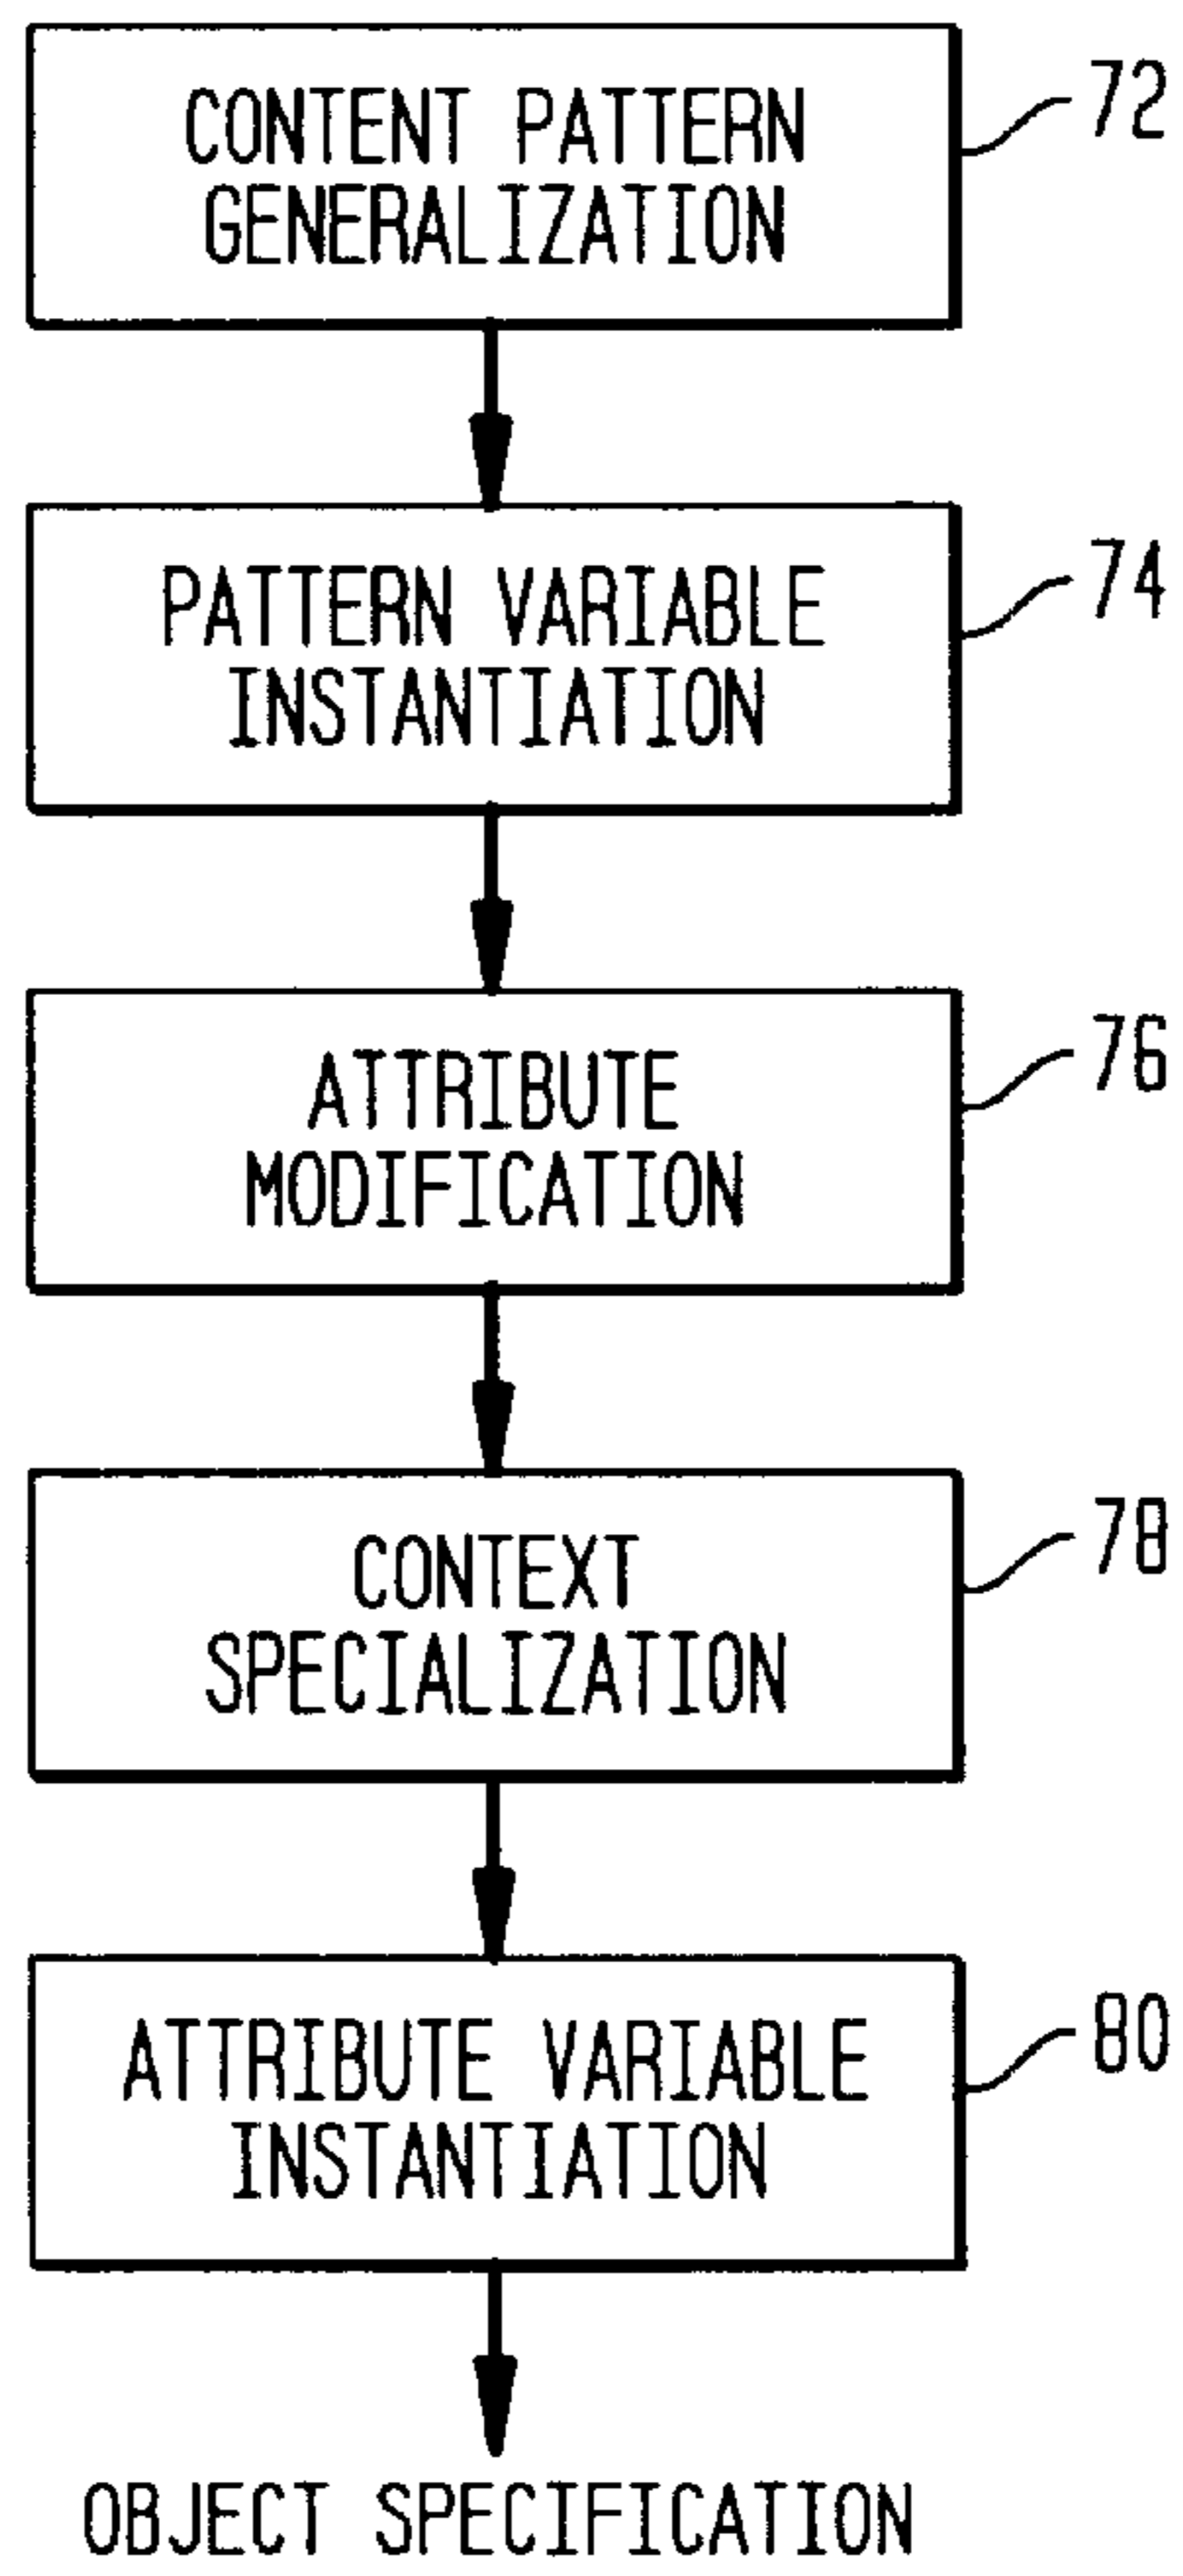 CONTENT PATTERN
GENERALIZATION
72
PATTERN VARIABLE
INSTANTIATION
74
ATTRIBUTE
MODIFICATION
76
CONTEXT
SPECIALIZATION
78
ATTRIBUTE VARIABLE
INSTANTIATION
80
OBJECT SPECIFICATION